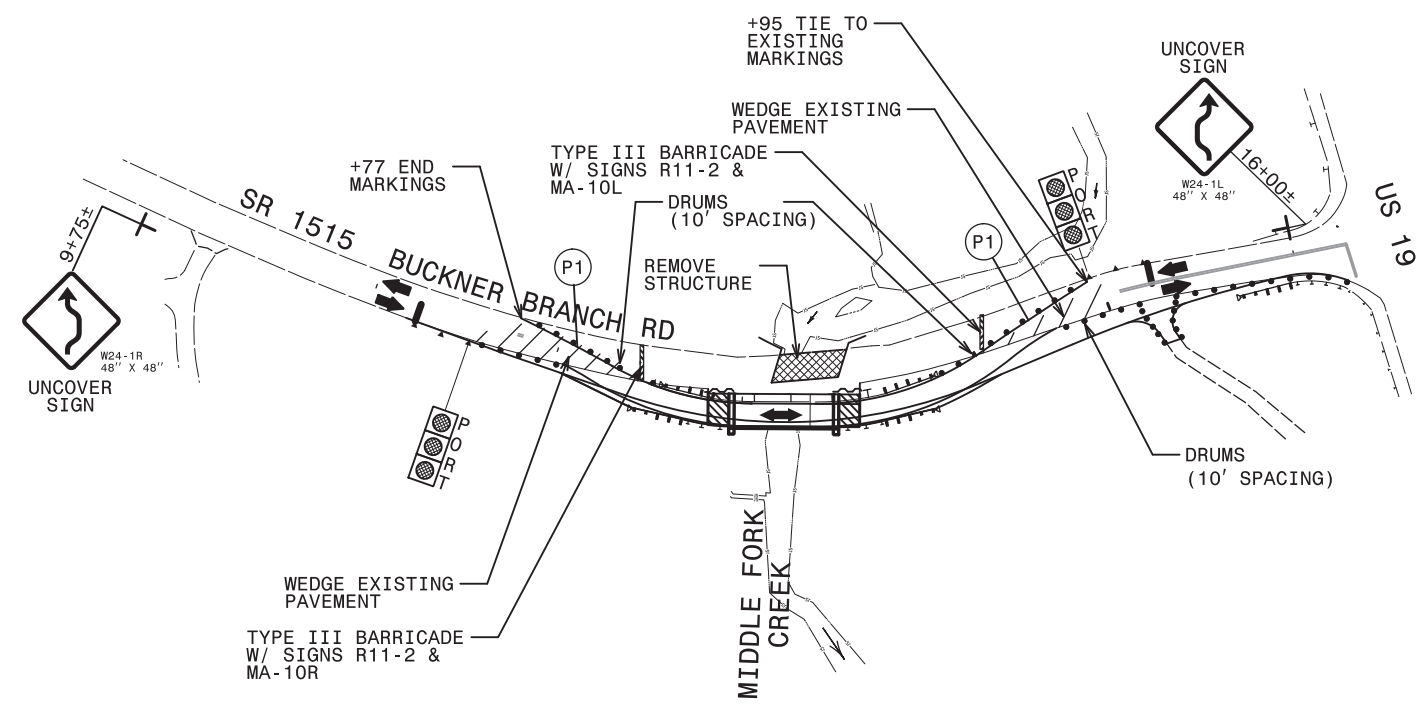 +95 TIE TO
EXISTING
MARKINGS
UNCOVER
SIGN
WEDGE EXISTING
PAVEMENT
TYPE III BARRICADE
W/ SIGNS R11-2 &
MA-10L
+77 END
MARKINGS
DRUMS
(10' SPACING)
PORT
16+00±
W24-1L
48" X 48"
US 19
SR 1515
BUCKNER BRANCH RD
9+75±
P1
P1
REMOVE
STRUCTURE
W24-1R
48" X 48"
UNCOVER
SIGN
PORT
DRUMS
(10' SPACING)
MIDDLE FORK
CREEK
WEDGE EXISTING
PAVEMENT
TYPE III BARRICADE
W/ SIGNS R11-2 &
MA-10R